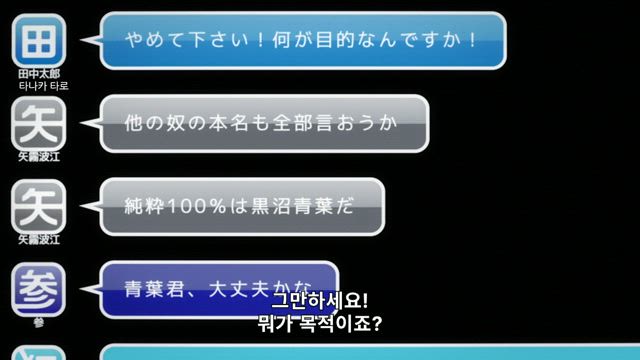 田
やめて下さい！何が目的なんですか！
田中太郎
타나카 타로
矢
他の奴の本名も全部言おうか
矢霧波江
矢
純粋100％は黒沼青葉だ
矢霧波江
参
青葉君、大丈夫かな
参
그만하세요!
뭐가 목적이죠?